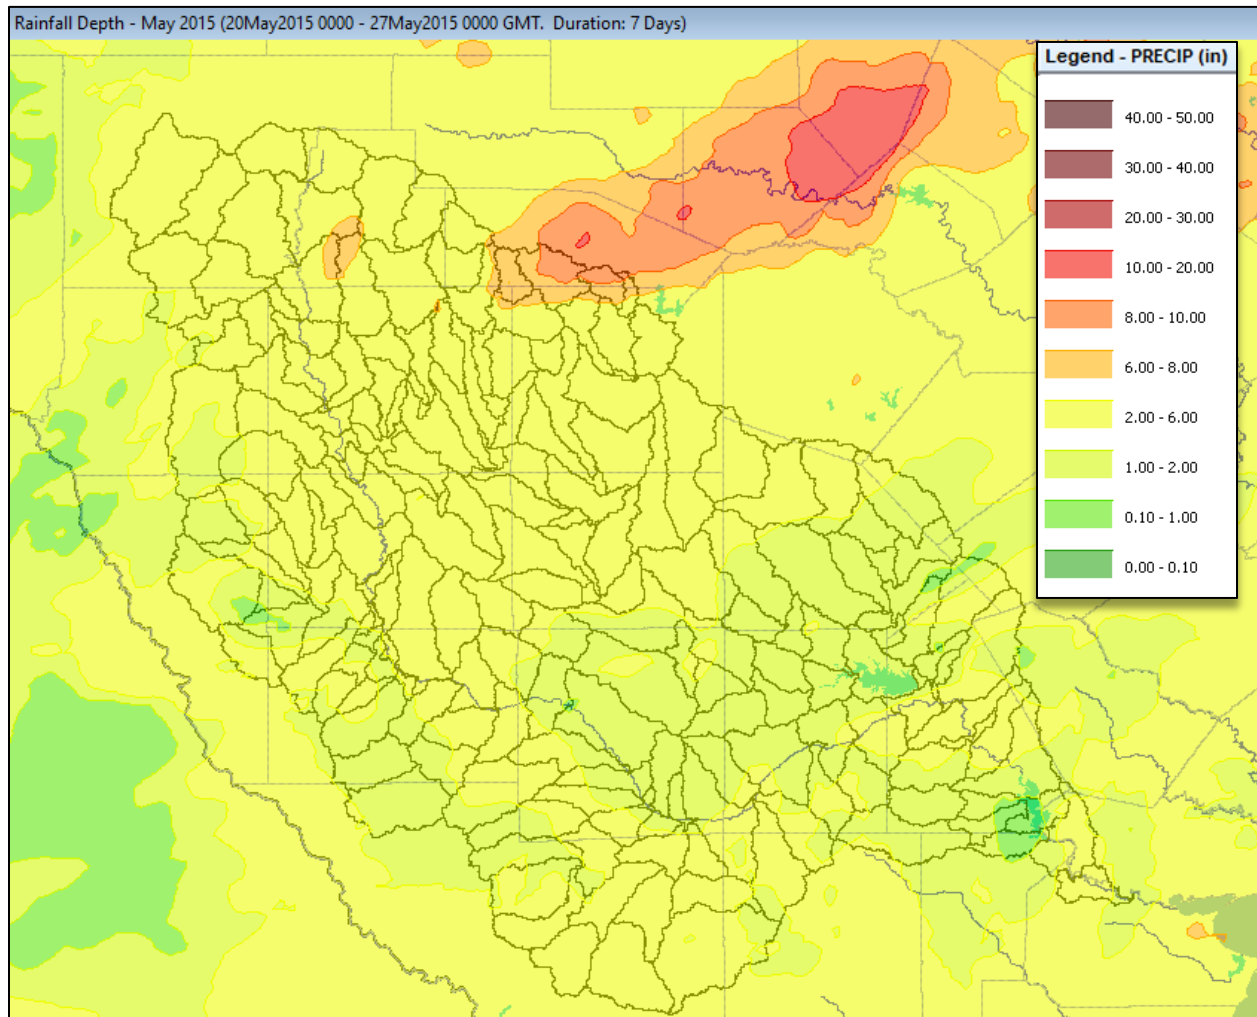 Rainfall Depth - May 2015 (20May2015 0000 - 27May2015 0000 GMT.  Duration: 7 Days)
Legend - PRECIP (in)
40.00 - 50.00
30.00 - 40.00
20.00 - 30.00
10.00 - 20.00
8.00 - 10.00
6.00 - 8.00
2.00 - 6.00
1.00 - 2.00
0.10 - 1.00
0.00 - 0.10